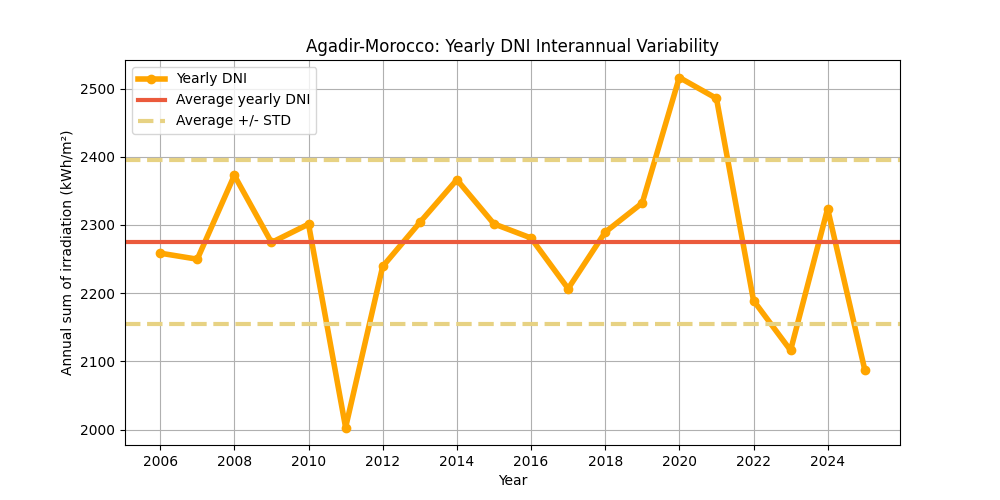 Agadir-Morocco: Yearly DNI Interannual Variability
Yearly DNI
Average yearly DNI
Average +/- STD
Annual sum of irradiation (kWh/m²)
2500
2400
2300
2200
2100
2000
2006 2008 2010 2012 2014 2016 2018 2020 2022 2024
Year